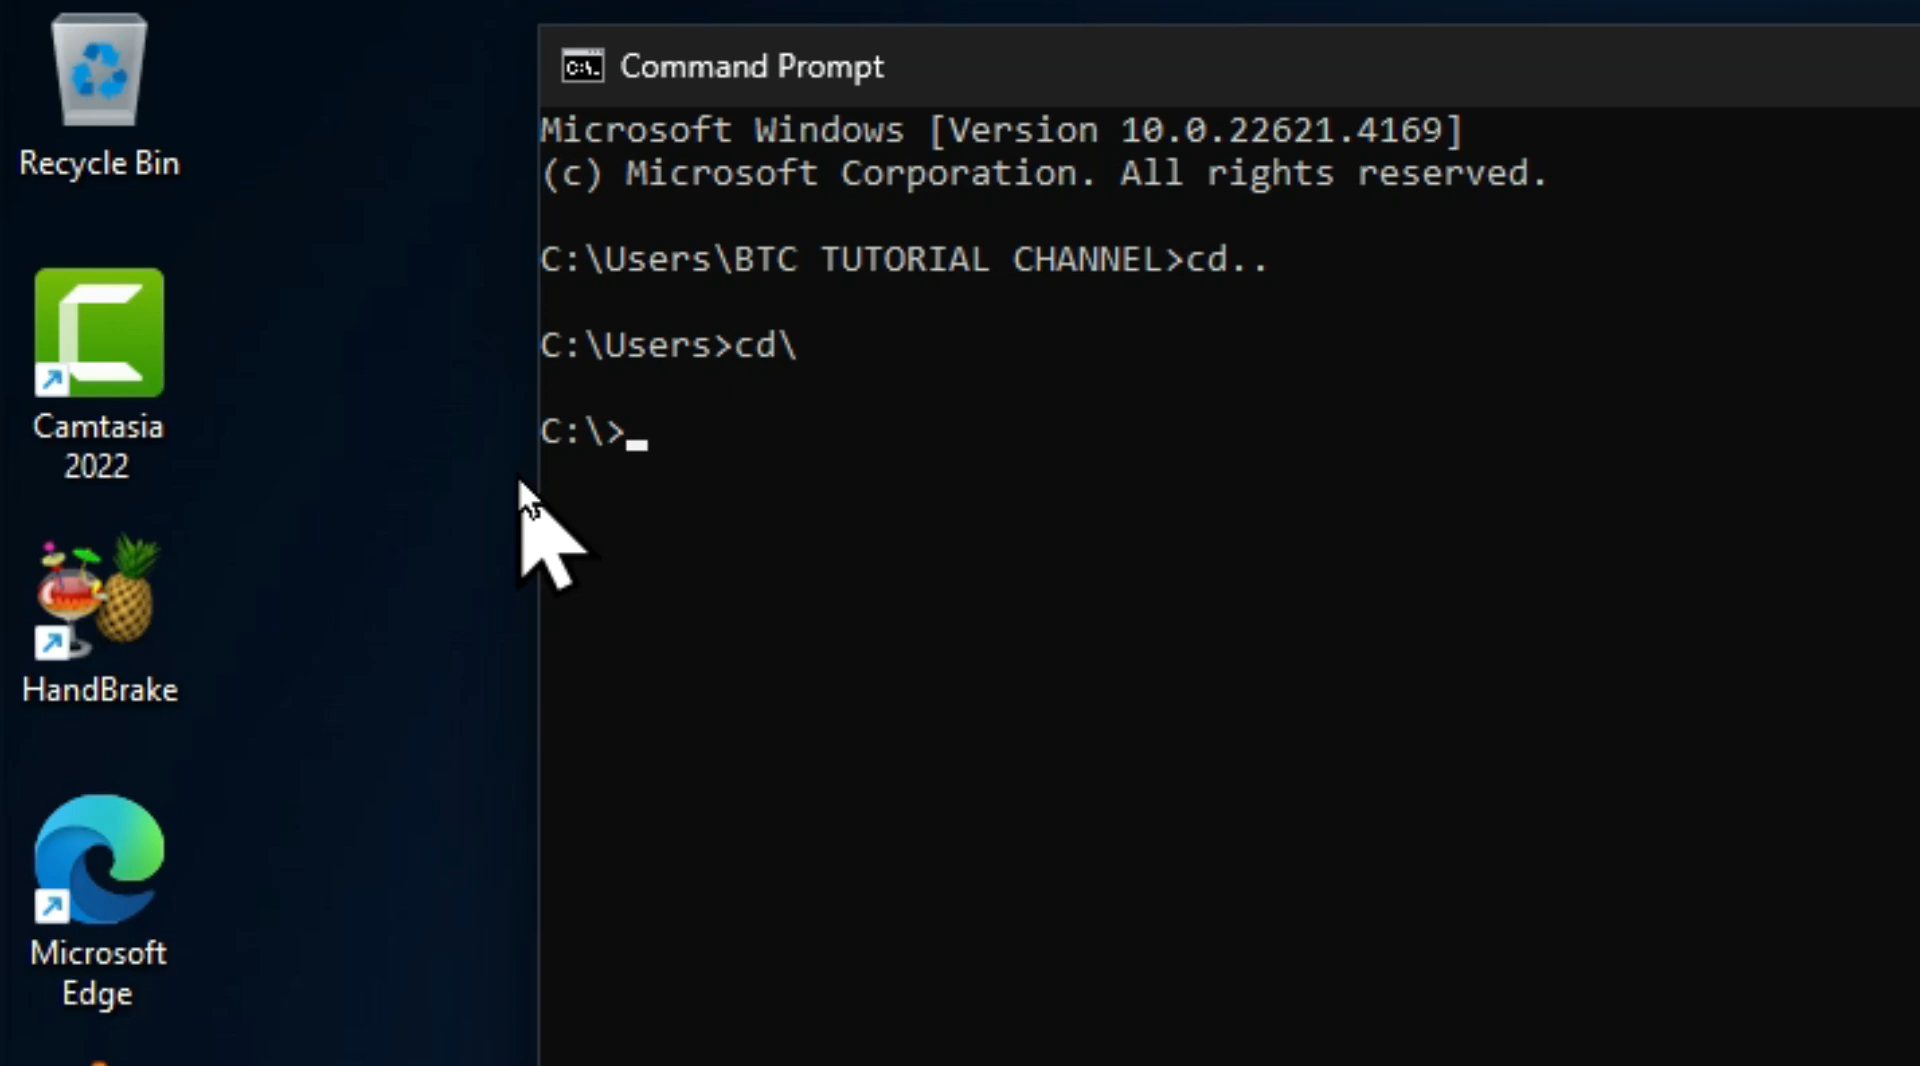 Recycle Bin
Camtasia
2022
HandBrake
Microsoft
Edge
C:\.
Command Prompt
Microsoft Windows [Version 10.0.22621.4169]
(c) Microsoft Corporation. All rights reserved.
C:\Users\BTC TUTORIAL CHANNEL>cd..
C:\Users>cd\
C:\>